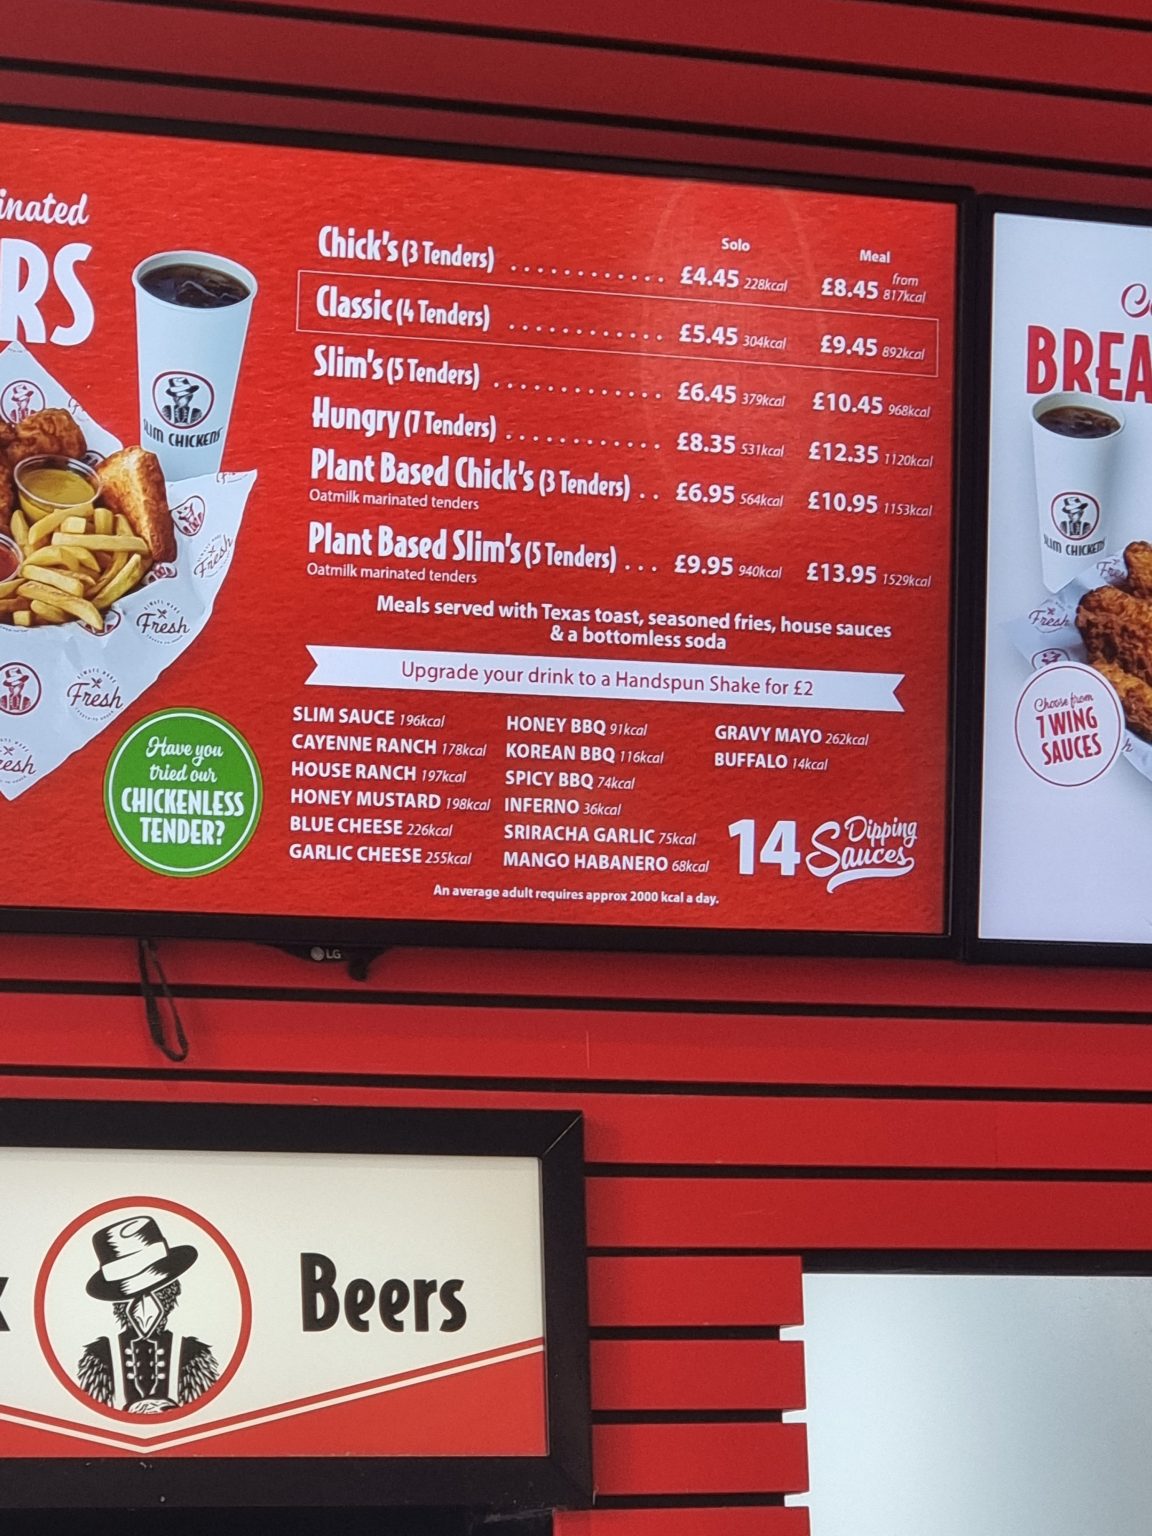 inated
RS
Solo
Meal
Chick's (3 Tenders) ............ £4.45 228kcal £8.45 from 817kcal
Classic (4 Tenders) ............ £5.45 304kcal £9.45 892kcal
Slim's (5 Tenders) ............. £6.45 379kcal £10.45 968kcal
Hungry (7 Tenders) ............ £8.35 531kcal £12.35 1120kcal
Plant Based Chick's (3 Tenders) .. £6.95 564kcal £10.95 1153kcal
Oatmilk marinated tenders
Plant Based Slim's (5 Tenders) ... £9.95 940kcal £13.95 1529kcal
Oatmilk marinated tenders
Meals served with Texas toast, seasoned fries, house sauces
& a bottomless soda
Upgrade your drink to a Handspun Shake for £2
SLIM SAUCE 196kcal
CAYENNE RANCH 178kcal
HOUSE RANCH 197kcal
HONEY MUSTARD 198kcal
BLUE CHEESE 226kcal
GARLIC CHEESE 255kcal
HONEY BBQ 91kcal
KOREAN BBQ 116kcal
SPICY BBQ 74kcal
INFERNO 36kcal
SRIRACHA GARLIC 75kcal
MANGO HABANERO 68kcal
GRAVY MAYO 262kcal
BUFFALO 14kcal
14 Dipping
Sauces
An average adult requires approx 2000 kcal a day.
Have you
tried our
CHICKENLESS
TENDER?
SLIM CHICKENS
Fresh
Fresh
Fresh
esh
LG
BREA
SLIM CHICKENS
Fresh
Choose from
7 WING
SAUCES
Beers